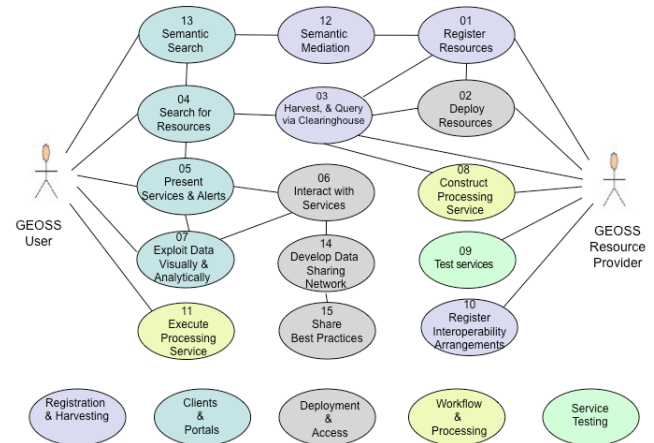 13
Semantic
Search
12
Semantic
Mediation
01
Register
Resources
04
Search for
Resources
03
Harvest, & Query
via Clearinghouse
02
Deploy
Resources
05
Present
Services & Alerts
06
Interact with
Services
08
Construct
Processing
Service
GEOSS
User
GEOSS
Resource
Provider
07
Exploit Data
Visually &
Analytically
14
Develop Data
Sharing
Network
09
Test services
11
Execute
Processing
Service
15
Share
Best Practices
10
Register
Interoperability
Arrangements
Registration
& Harvesting
Clients
&
Portals
Deployment
&
Access
Workflow
&
Processing
Service
Testing